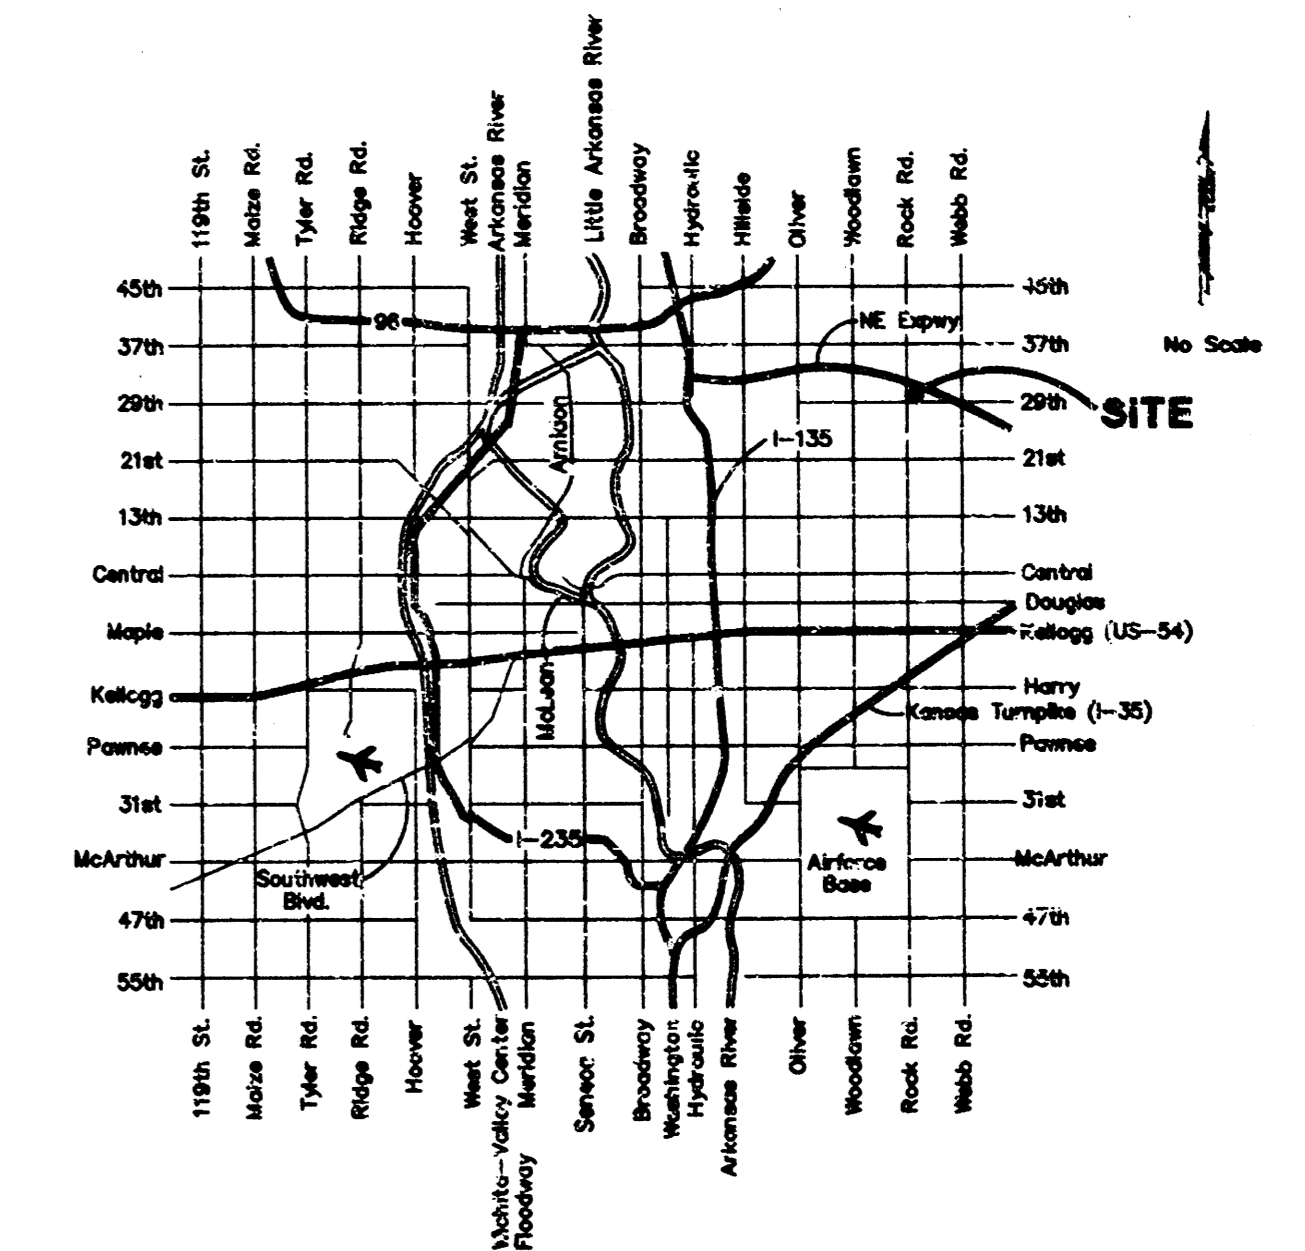 119th St.
Maize Rd.
Tyler Rd.
Ridge Rd.
Hoover
West St.
Arkansas River
Meridian
Little Arkansas River
Broadway
Hydraulic
Hillside
Oliver
Woodlawn
Rock Rd.
Webb Rd.
45th
45th
96
NE Expwy.
37th
37th
No Scale
29th
29th
SITE
Amidon
I-135
21st
21st
13th
13th
Central
Central
Douglas
Maple
Kellogg (US-54)
McLean
Kellogg
Harry
Kansas Turnpike (I-35)
Pawnee
Pawnee
31st
31st
I-235
McArthur
Airforce
Base
McArthur
Southwest
Blvd.
47th
47th
55th
55th
119th St.
Maize Rd.
Tyler Rd.
Ridge Rd.
Hoover
West St.
Wichita-Valley Center
Floodway
Meridian
Seneca St.
Broadway
Washington
Hydraulic
Arkansas River
Oliver
Woodlawn
Rock Rd.
Webb Rd.